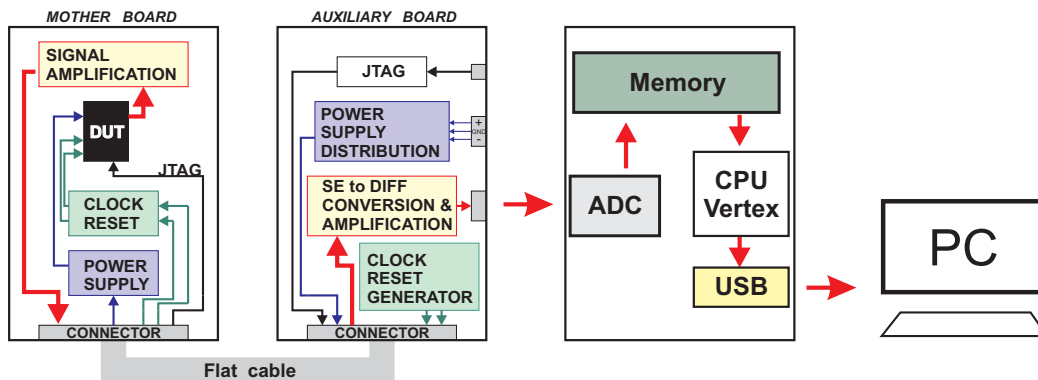 MOTHER BOARD
SIGNAL
AMPLIFICATION
DUT
JTAG
CLOCK
RESET
POWER
SUPPLY
CONNECTOR
AUXILIARY BOARD
JTAG
POWER
SUPPLY
DISTRIBUTION
+
GND
-
SE to DIFF
CONVERSION &
AMPLIFICATION
CLOCK
RESET
GENERATOR
CONNECTOR
Flat cable
Memory
ADC
CPU
Vertex
USB
PC